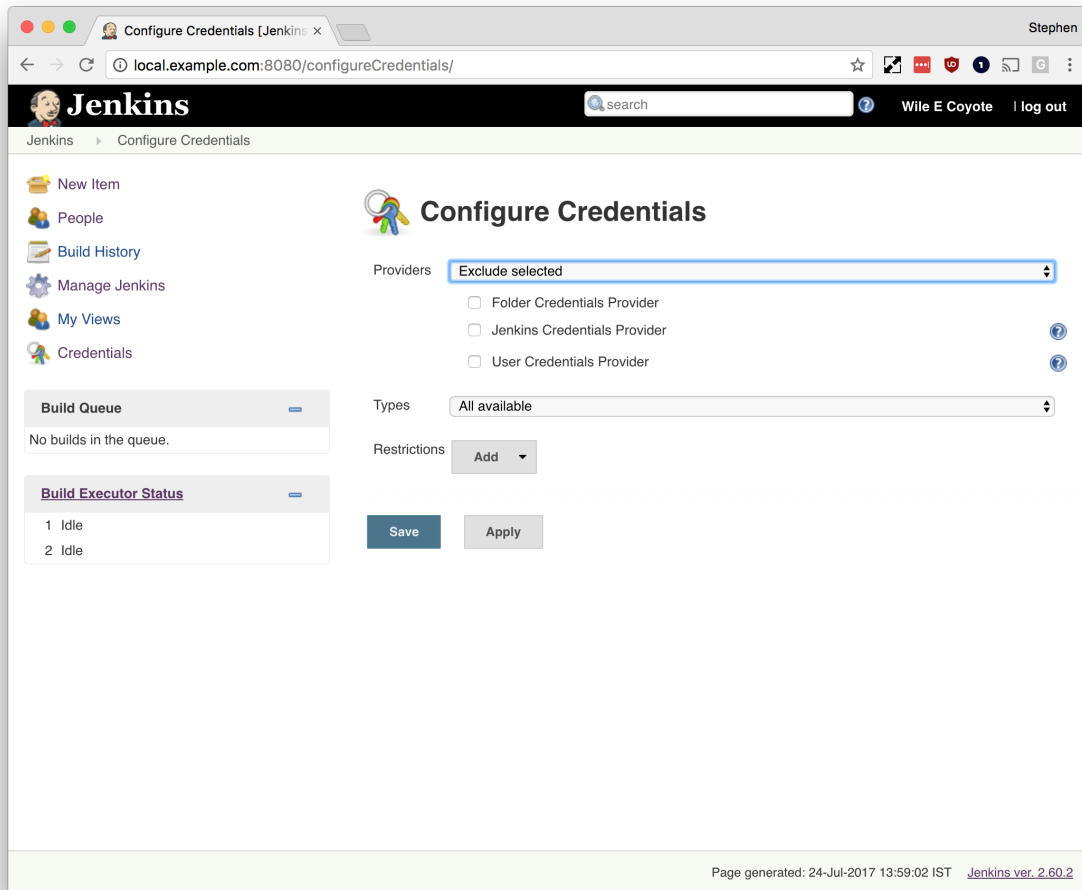 Configure Credentials [Jenkins
Stephen
local.example.com:8080/configureCredentials/
Jenkins
search
Wile E Coyote
| log out
Jenkins
Configure Credentials
New Item
People
Build History
Manage Jenkins
My Views
Credentials
Build Queue
No builds in the queue.
Build Executor Status
1 Idle
2 Idle
Configure Credentials
Providers
Exclude selected
Folder Credentials Provider
Jenkins Credentials Provider
User Credentials Provider
Types
All available
Restrictions
Add
Save
Apply
Page generated: 24-Jul-2017 13:59:02 IST
Jenkins ver. 2.60.2